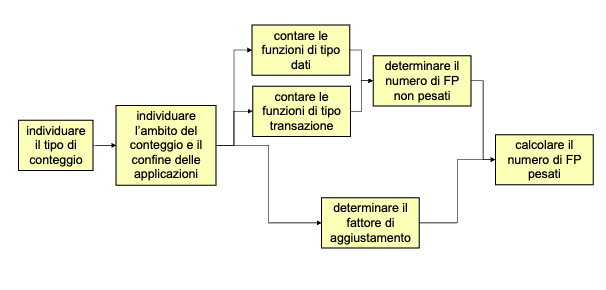 individuare
il tipo di
conteggio
individuare
l'ambito del
conteggio e il
confine delle
applicazioni
contare le
funzioni di tipo
dati
contare le
funzioni di tipo
transazione
determinare il
numero di FP
non pesati
determinare il
fattore di
aggiustamento
calcolare il
numero di FP
pesati